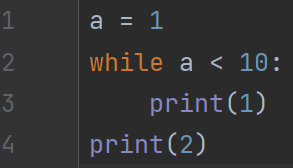 1 a = 1
2 while a < 10:
3     print(1)
4 print(2)